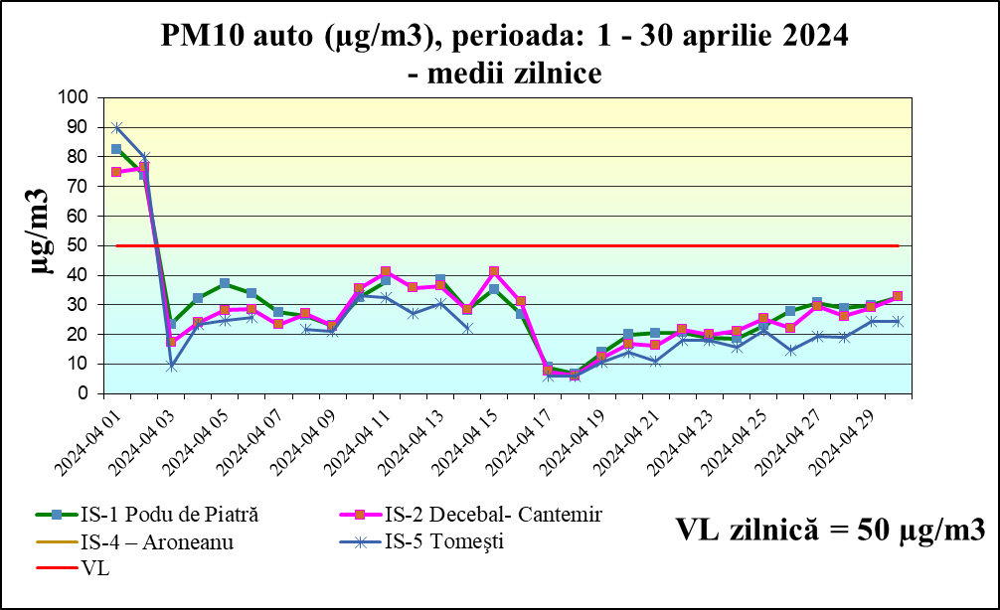 PM10 auto (µg/m3), perioada: 1 - 30 aprilie 2024
- medii zilnice
µg/m3
100
90
80
70
60
50
40
30
20
10
0
2024-04 01
2024-04 03
2024-04 05
2024-04 07
2024-04 09
2024-04 11
2024-04 13
2024-04 15
2024-04 17
2024-04 19
2024-04 21
2024-04 23
2024-04 25
2024-04 27
2024-04 29
IS-1 Podu de Piatră
IS-2 Decebal- Cantemir
IS-4 – Aroneanu
IS-5 Tomeşti
VL
VL zilnică = 50 µg/m3